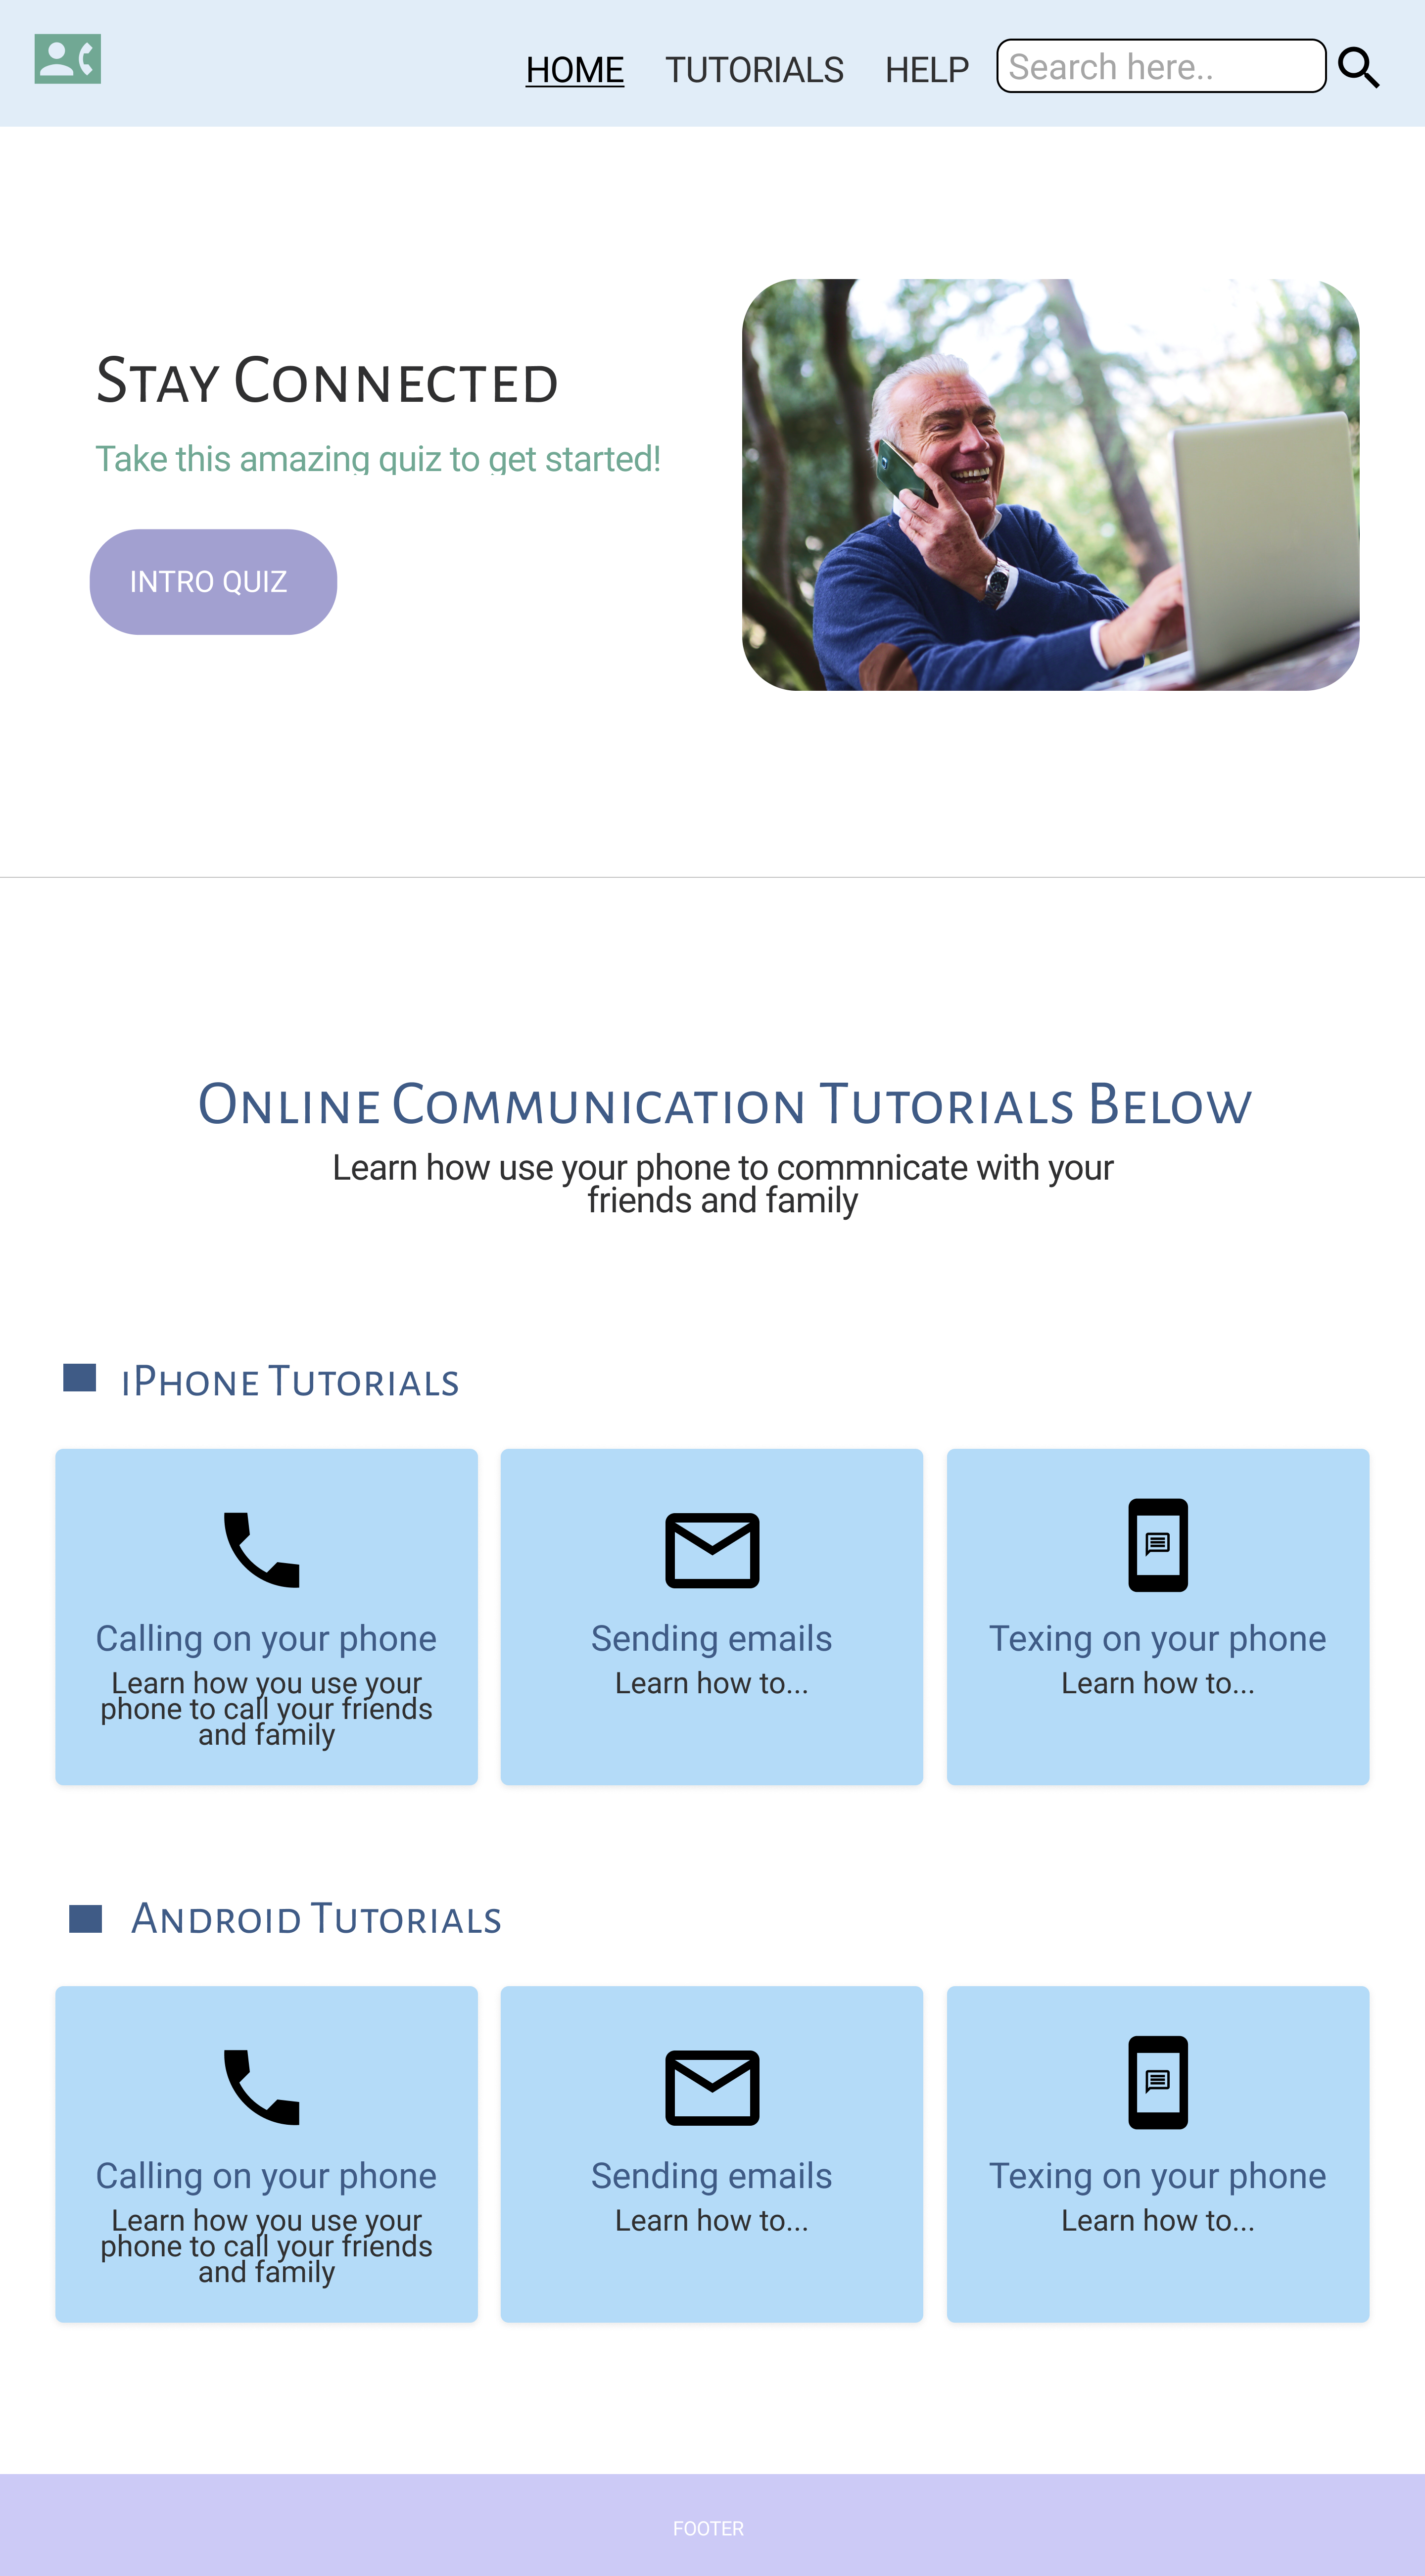 HOME TUTORIALS HELP Search here..
Stay Connected
Take this amazing quiz to get started!
INTRO QUIZ
Online Communication Tutorials Below
Learn how use your phone to commnicate with your
friends and family
iPhone Tutorials
Calling on your phone
Learn how you use your
phone to call your friends
and family
Sending emails
Learn how to...
Texing on your phone
Learn how to...
Android Tutorials
Calling on your phone
Learn how you use your
phone to call your friends
and family
Sending emails
Learn how to...
Texing on your phone
Learn how to...
FOOTER